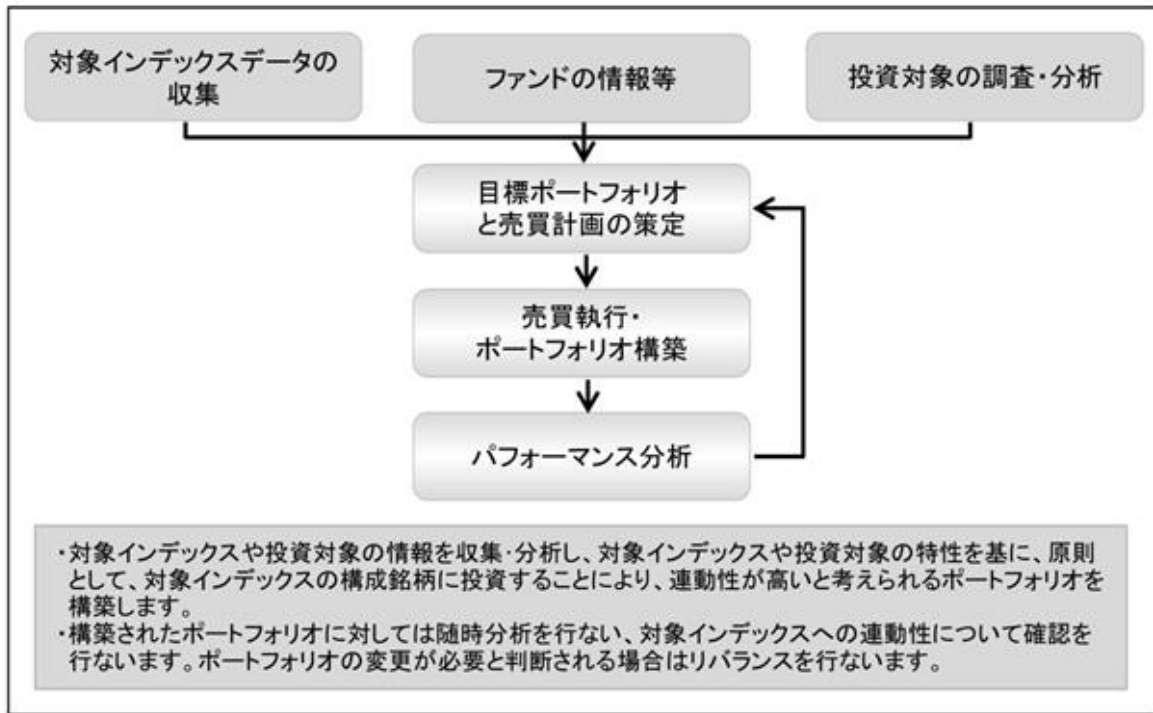 対象インデックスデータの
収集
ファンドの情報等
投資対象の調査・分析
目標ポートフォリオ
と売買計画の策定
売買執行・
ポートフォリオ構築
パフォーマンス分析
・対象インデックスや投資対象の情報を収集・分析し、対象インデックスや投資対象の特性を基に、原則
として、対象インデックスの構成銘柄に投資することにより、連動性が高いと考えられるポートフォリオを
構築します。
・構築されたポートフォリオに対しては随時分析を行ない、対象インデックスへの連動性について確認を
行ないます。ポートフォリオの変更が必要と判断される場合はリバランスを行ないます。